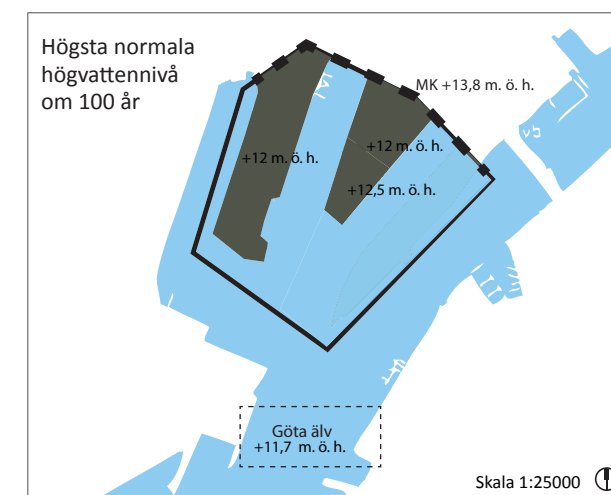 Högsta normala
högvattennivå
om 100 år
MK +13,8 m. ö. h.
+12 m. ö. h.
+12 m. ö. h.
+12,5 m. ö. h.
Göta älv
+11,7 m. ö. h.
Skala 1:25000